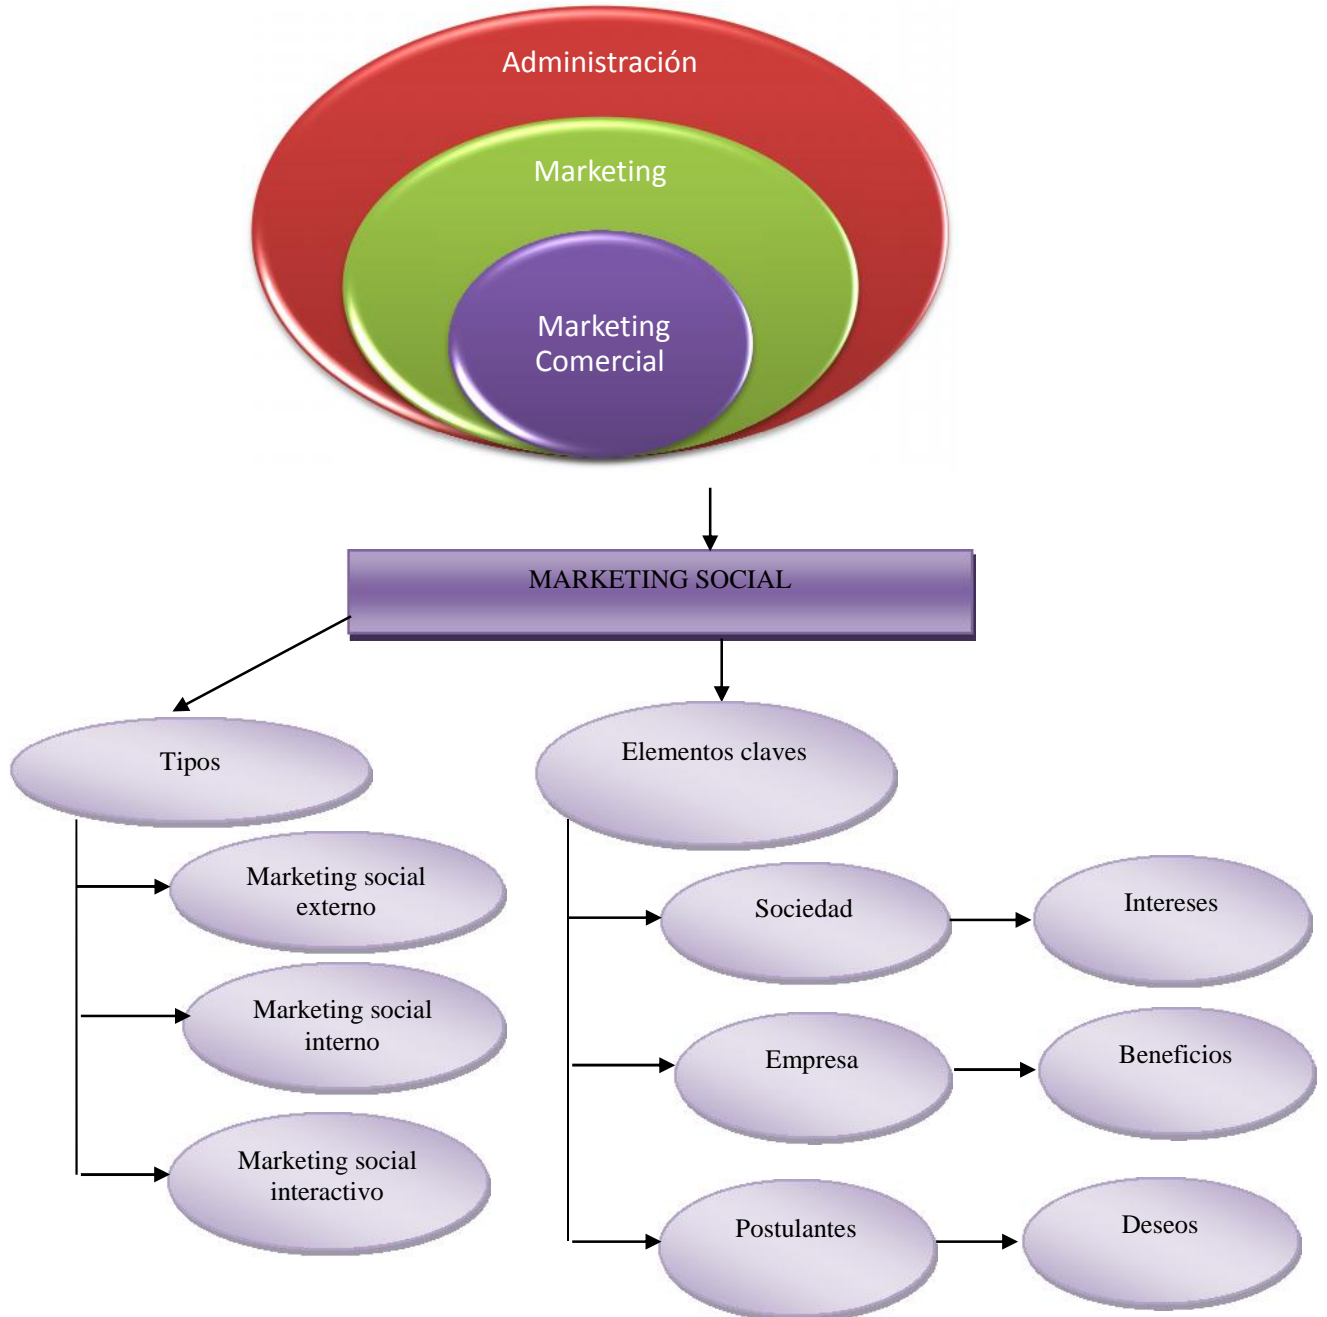 Administración
Marketing
Marketing
Comercial
MARKETING SOCIAL
Tipos
Marketing social
externo
Marketing social
interno
Marketing social
interactivo
Elementos claves
Sociedad
Intereses
Empresa
Beneficios
Postulantes
Deseos